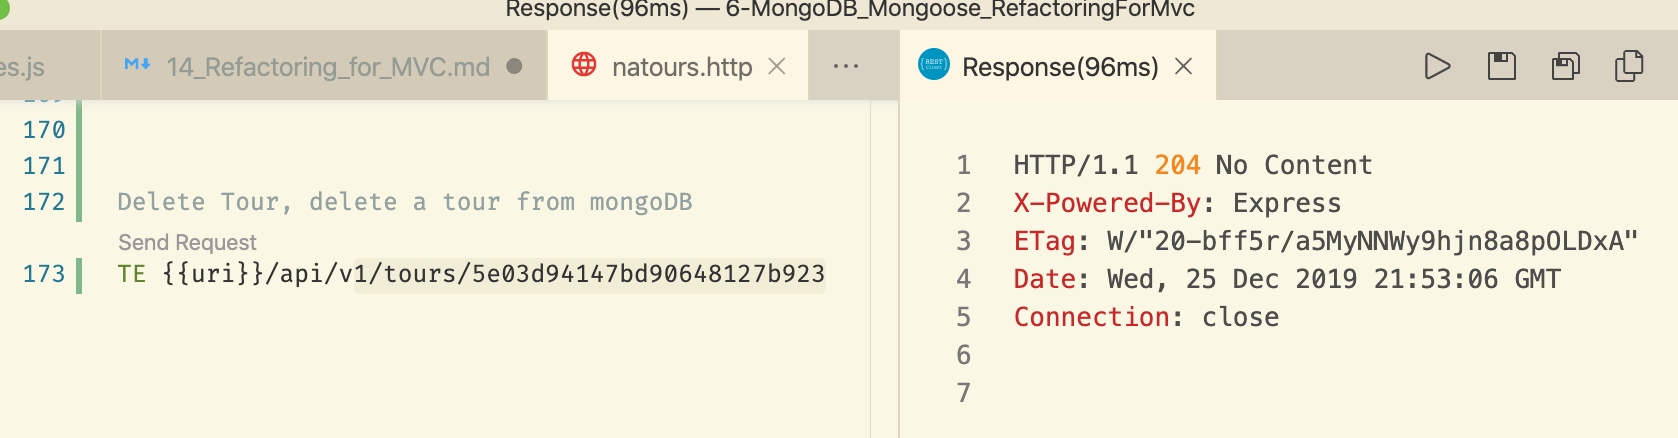 Response(96ms) — 6-MongoDB_Mongoose_RefactoringForMvc
es.js
14_Refactoring_for_MVC.md
natours.http
Response(96ms)
170
171
172 Delete Tour, delete a tour from mongoDB
Send Request
173 TE {{uri}}/api/v1/tours/5e03d94147bd90648127b923
1 HTTP/1.1 204 No Content
2 X-Powered-By: Express
3 ETag: W/"20-bff5r/a5MyNNWy9hjn8a8pOLDxA"
4 Date: Wed, 25 Dec 2019 21:53:06 GMT
5 Connection: close
6
7